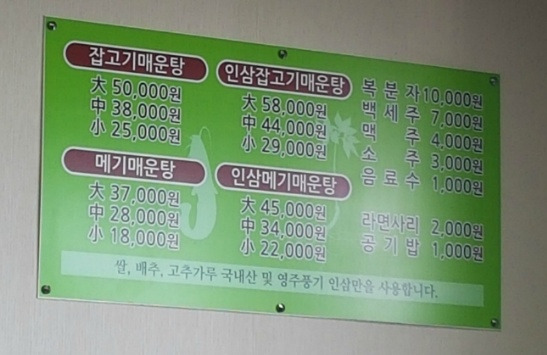 잡고기매운탕
大 50,000원
中 38,000원
小 25,000원
인삼잡고기매운탕
大 58,000원
中 44,000원
小 29,000원
복분자 10,000원
백세주 7,000원
맥주 4,000원
소주 3,000원
음료수 1,000원
메기매운탕
大 37,000원
中 28,000원
小 18,000원
인삼메기매운탕
大 45,000원
中 34,000원
小 22,000원
라면사리 2,000원
공기밥 1,000원
쌀, 배추, 고추가루 국내산 및 영주풍기 인삼만을 사용합니다.